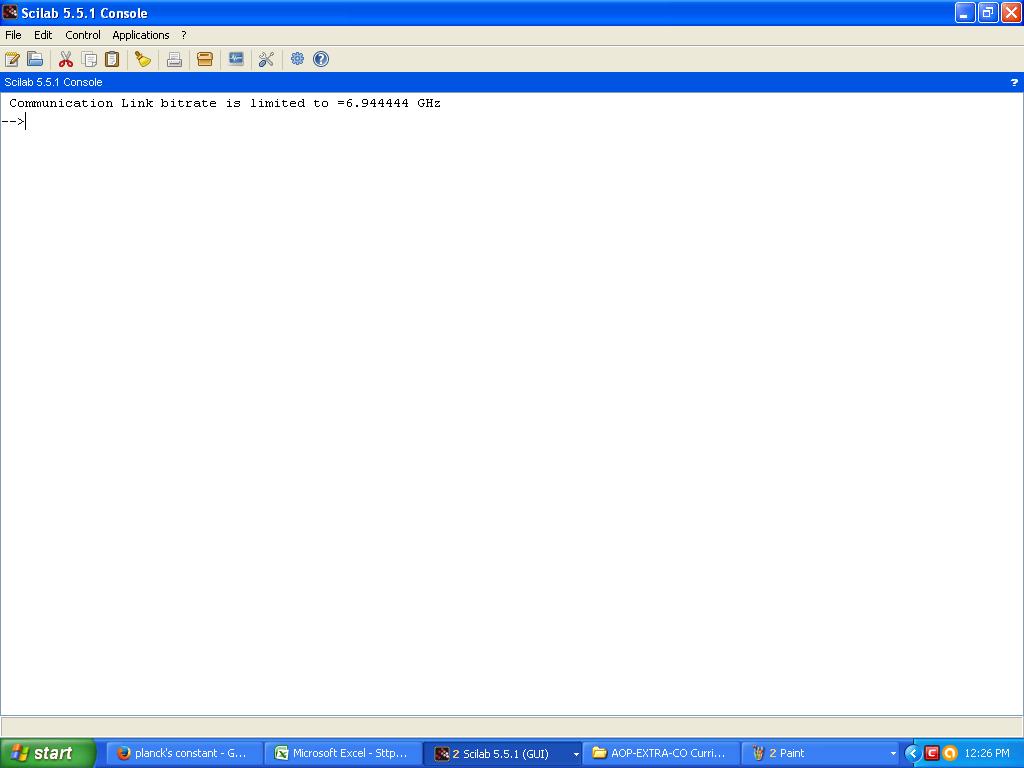 Scilab 5.5.1 Console
File Edit Control Applications ?
Scilab 5.5.1 Console ?
Communication Link bitrate is limited to =6.944444 GHz
-->
start planck's constant - G... Microsoft Excel - Sttp... 2 Scilab 5.5.1 (GUI) AOP-EXTRA-CO Curri... 2 Paint 12:26 PM